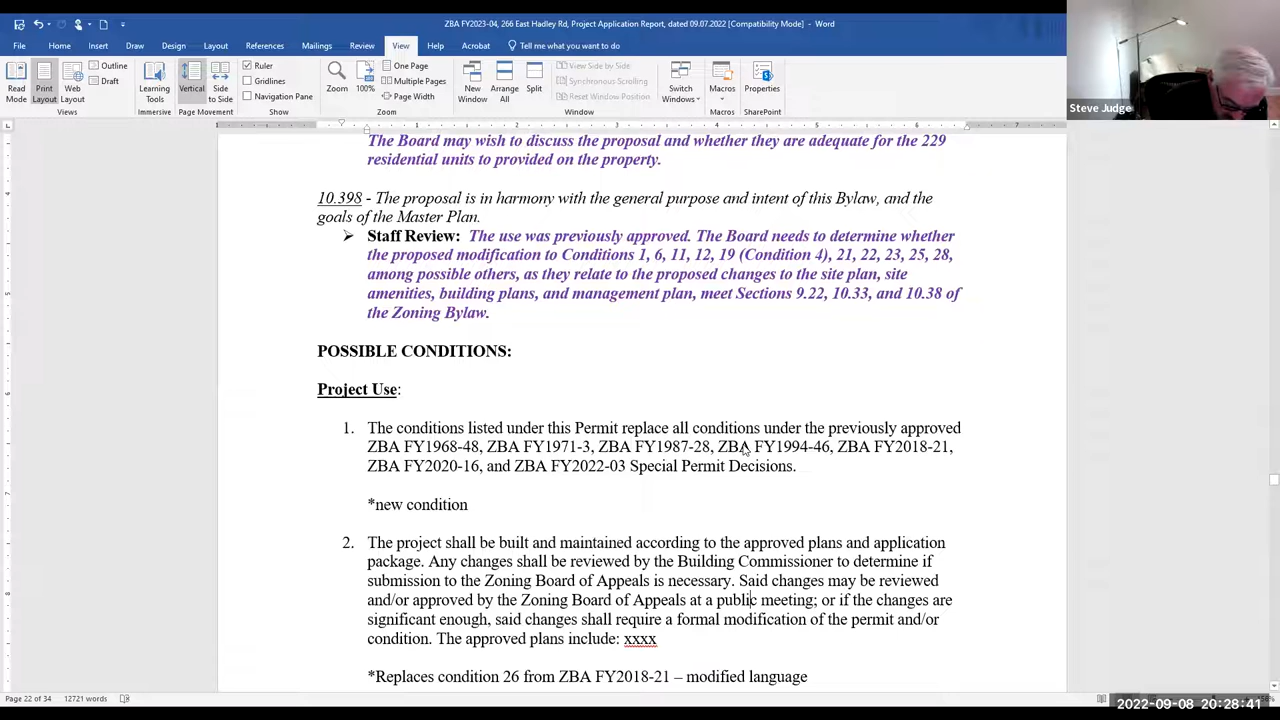 ZBA FY2023-04, 266 East Hadley Rd, Project Application Report, dated 09.07.2022 [Compatibility Mode] - Word
File Home Insert Draw Design Layout References Mailings Review View Help Acrobat Tell me what you want to do
Read Mode
Print Layout
Web Layout
Outline
Draft
Views
Learning Tools
Immersive
Vertical
Side to Side
Page Movement
Ruler
Gridlines
Navigation Pane
Show
Zoom
100%
One Page
Multiple Pages
Page Width
Zoom
New Window
Arrange All
Split
View Side by Side
Synchronous Scrolling
Reset Window Position
Window
Switch Windows
Macros
Macros
Properties
SharePoint
Steve Judge
1 1 2 3 4 5 6 7
The Board may wish to discuss the proposal and whether they are adequate for the 229
residential units to provided on the property.
10.398 - The proposal is in harmony with the general purpose and intent of this Bylaw, and the
goals of the Master Plan.
➢ Staff Review: The use was previously approved. The Board needs to determine whether
the proposed modification to Conditions 1, 6, 11, 12, 19 (Condition 4), 21, 22, 23, 25, 28,
among possible others, as they relate to the proposed changes to the site plan, site
amenities, building plans, and management plan, meet Sections 9.22, 10.33, and 10.38 of
the Zoning Bylaw.
POSSIBLE CONDITIONS:
Project Use:
1. The conditions listed under this Permit replace all conditions under the previously approved
ZBA FY1968-48, ZBA FY1971-3, ZBA FY1987-28, ZBA FY1994-46, ZBA FY2018-21,
ZBA FY2020-16, and ZBA FY2022-03 Special Permit Decisions.
*new condition
2. The project shall be built and maintained according to the approved plans and application
package. Any changes shall be reviewed by the Building Commissioner to determine if
submission to the Zoning Board of Appeals is necessary. Said changes may be reviewed
and/or approved by the Zoning Board of Appeals at a public meeting; or if the changes are
significant enough, said changes shall require a formal modification of the permit and/or
condition. The approved plans include: xxxx
*Replaces condition 26 from ZBA FY2018-21 – modified language
Page 22 of 34 12721 words
2022-09-08 20:28:41